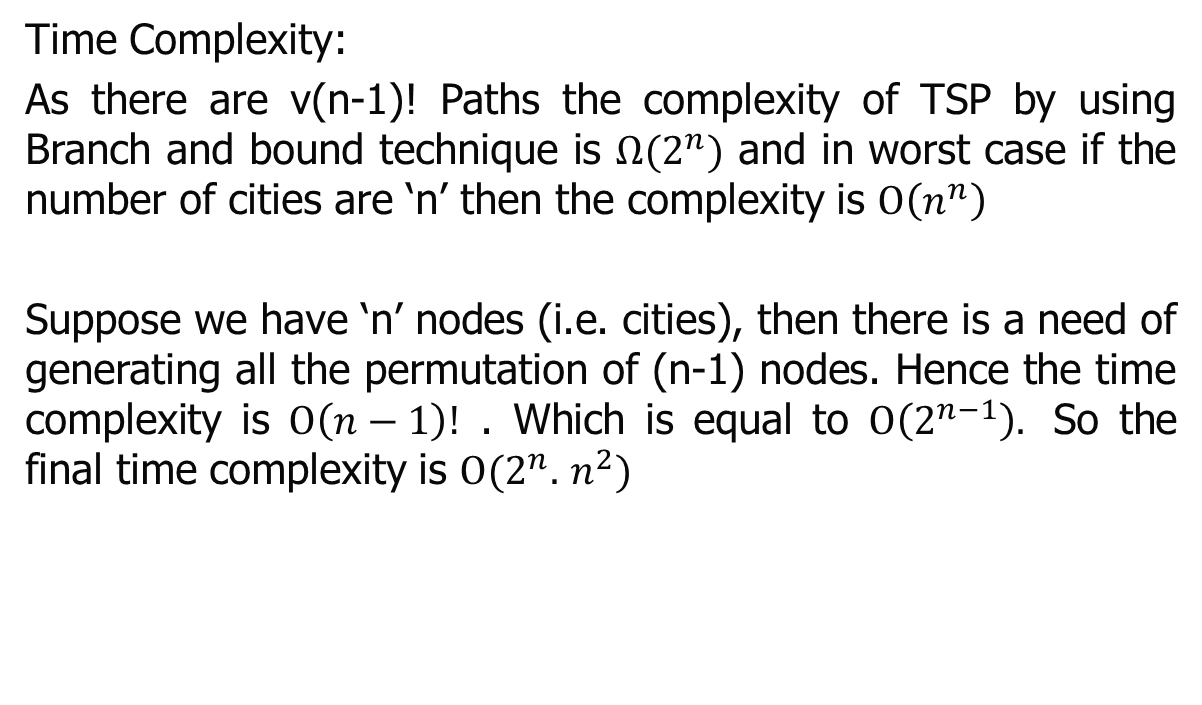 Time Complexity:
As there are v(n-1)! Paths the complexity of TSP by using
Branch and bound technique is Ω(2ⁿ) and in worst case if the
number of cities are ‘n’ then the complexity is O(nⁿ)
Suppose we have ‘n’ nodes (i.e. cities), then there is a need of
generating all the permutation of (n-1) nodes. Hence the time
complexity is O(n − 1)! . Which is equal to O(2ⁿ⁻¹). So the
final time complexity is O(2ⁿ. n²)